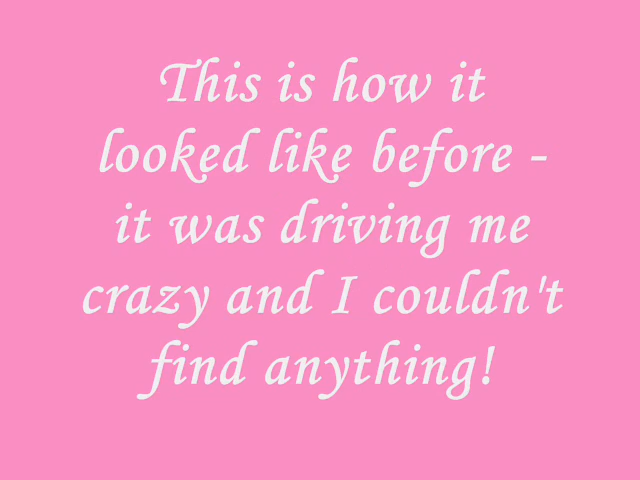 This is how it
looked like before -
it was driving me
crazy and I couldn't
find anything!